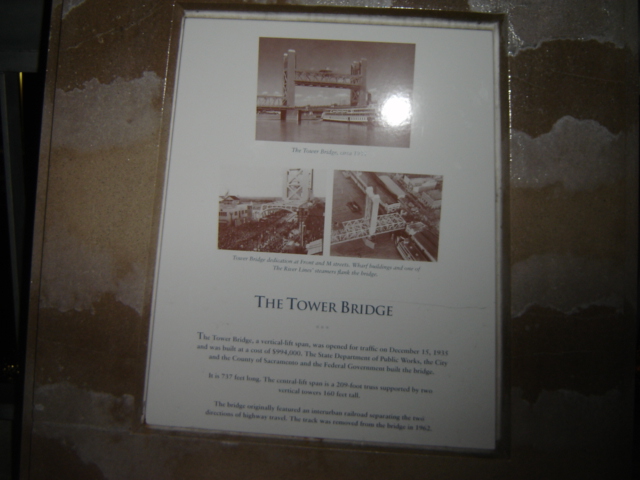 The Tower Bridge, circa
Tower Bridge dedication at Front and M streets. Wharf buildings and one of
The River Lines' steamers flank the bridge.
THE TOWER BRIDGE
The Tower Bridge, a vertical-lift span, was opened for traffic on December 15, 1935
and was built at a cost of $994,000. The State Department of Public Works, the City
and the County of Sacramento and the Federal Government built the bridge.
It is 737 feet long. The central-lift span is a 209-foot truss supported by two
vertical towers 160 feet tall.
The bridge originally featured an interurban railroad separating the two
directions of highway travel. The track was removed from the bridge in 1962.